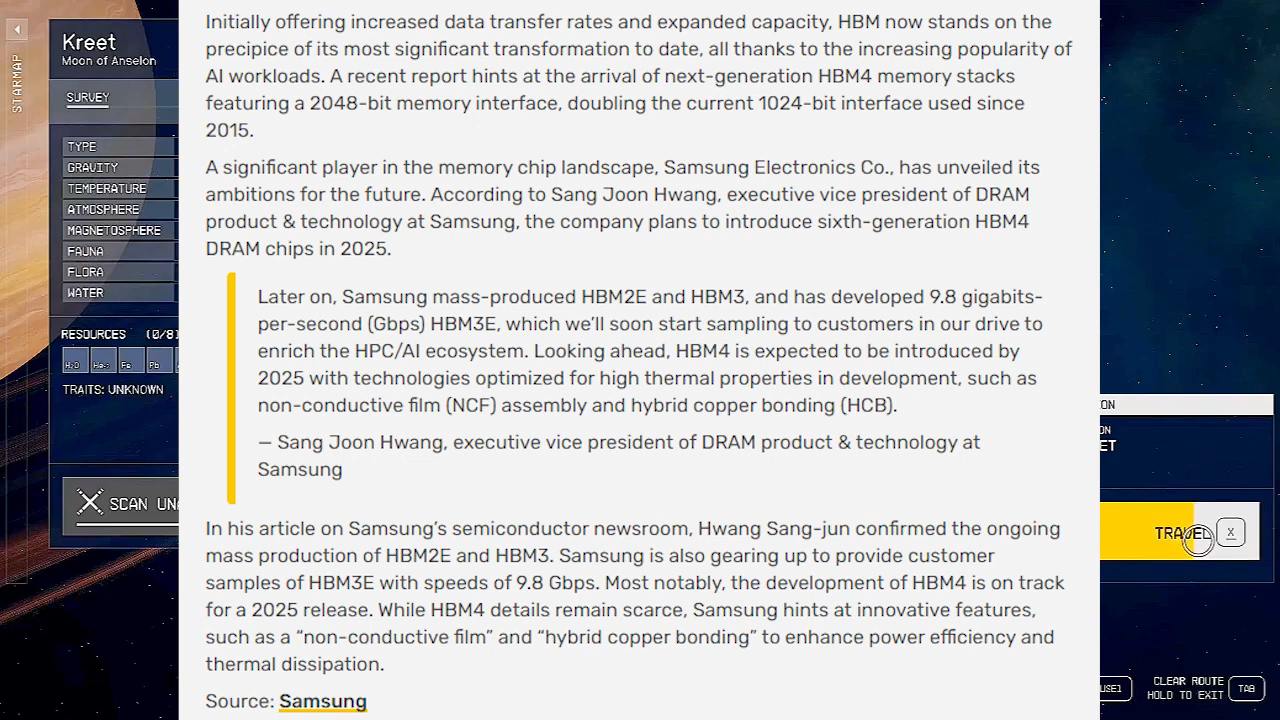 STARMAP
Kreet
Moon of Anselon
SURVEY
TYPE
GRAVITY
TEMPERATURE
ATMOSPHERE
MAGNETOSPHERE
FAUNA
FLORA
WATER
RESOURCES (0/8)
H2O
He-3
Fe
Pb
TRAITS: UNKNOWN
SCAN
Initially offering increased data transfer rates and expanded capacity, HBM now stands on the
precipice of its most significant transformation to date, all thanks to the increasing popularity of
AI workloads. A recent report hints at the arrival of next-generation HBM4 memory stacks
featuring a 2048-bit memory interface, doubling the current 1024-bit interface used since
2015.
A significant player in the memory chip landscape, Samsung Electronics Co., has unveiled its
ambitions for the future. According to Sang Joon Hwang, executive vice president of DRAM
product & technology at Samsung, the company plans to introduce sixth-generation HBM4
DRAM chips in 2025.
Later on, Samsung mass-produced HBM2E and HBM3, and has developed 9.8 gigabits-
per-second (Gbps) HBM3E, which we'll soon start sampling to customers in our drive to
enrich the HPC/AI ecosystem. Looking ahead, HBM4 is expected to be introduced by
2025 with technologies optimized for high thermal properties in development, such as
non-conductive film (NCF) assembly and hybrid copper bonding (HCB).
— Sang Joon Hwang, executive vice president of DRAM product & technology at
Samsung
In his article on Samsung's semiconductor newsroom, Hwang Sang-jun confirmed the ongoing
mass production of HBM2E and HBM3. Samsung is also gearing up to provide customer
samples of HBM3E with speeds of 9.8 Gbps. Most notably, the development of HBM4 is on track
for a 2025 release. While HBM4 details remain scarce, Samsung hints at innovative features,
such as a "non-conductive film" and "hybrid copper bonding" to enhance power efficiency and
thermal dissipation.
Source: Samsung
TRAVEL X
CLEAR ROUTE
HOLD TO EXIT TAB